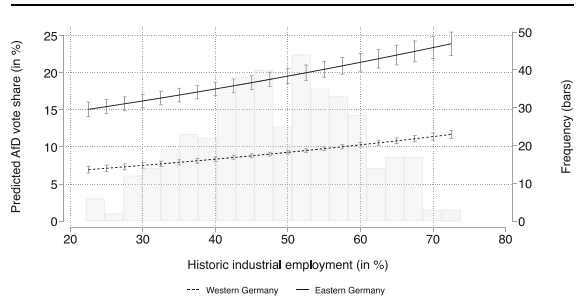 Predicted AfD vote share (in %)
25
20
15
10
5
0
50
40
30
20
10
0
Frequency (bars)
20 30 40 50 60 70 80
Historic industrial employment (in %)
Western Germany Eastern Germany